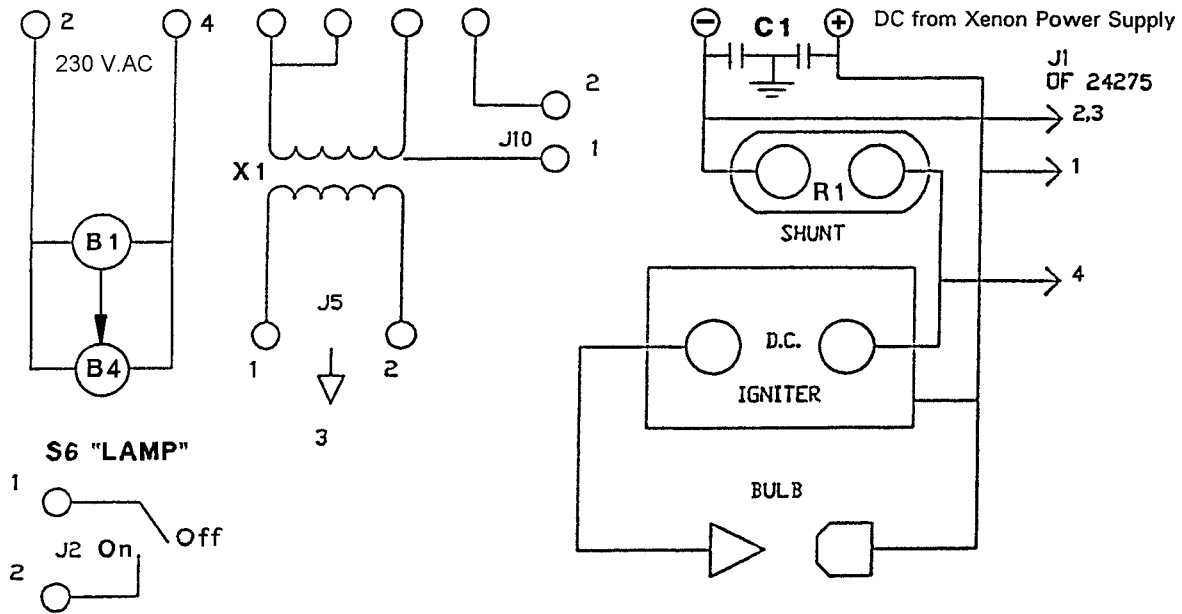 2
4
230 V.AC
X1
J10
2
1
J5
1
2
3
B1
B4
S6 "LAMP"
1
Off
J2 On
2
−
C1
+
DC from Xenon Power Supply
J1
OF 24275
2,3
1
R1
SHUNT
4
D.C.
IGNITER
BULB